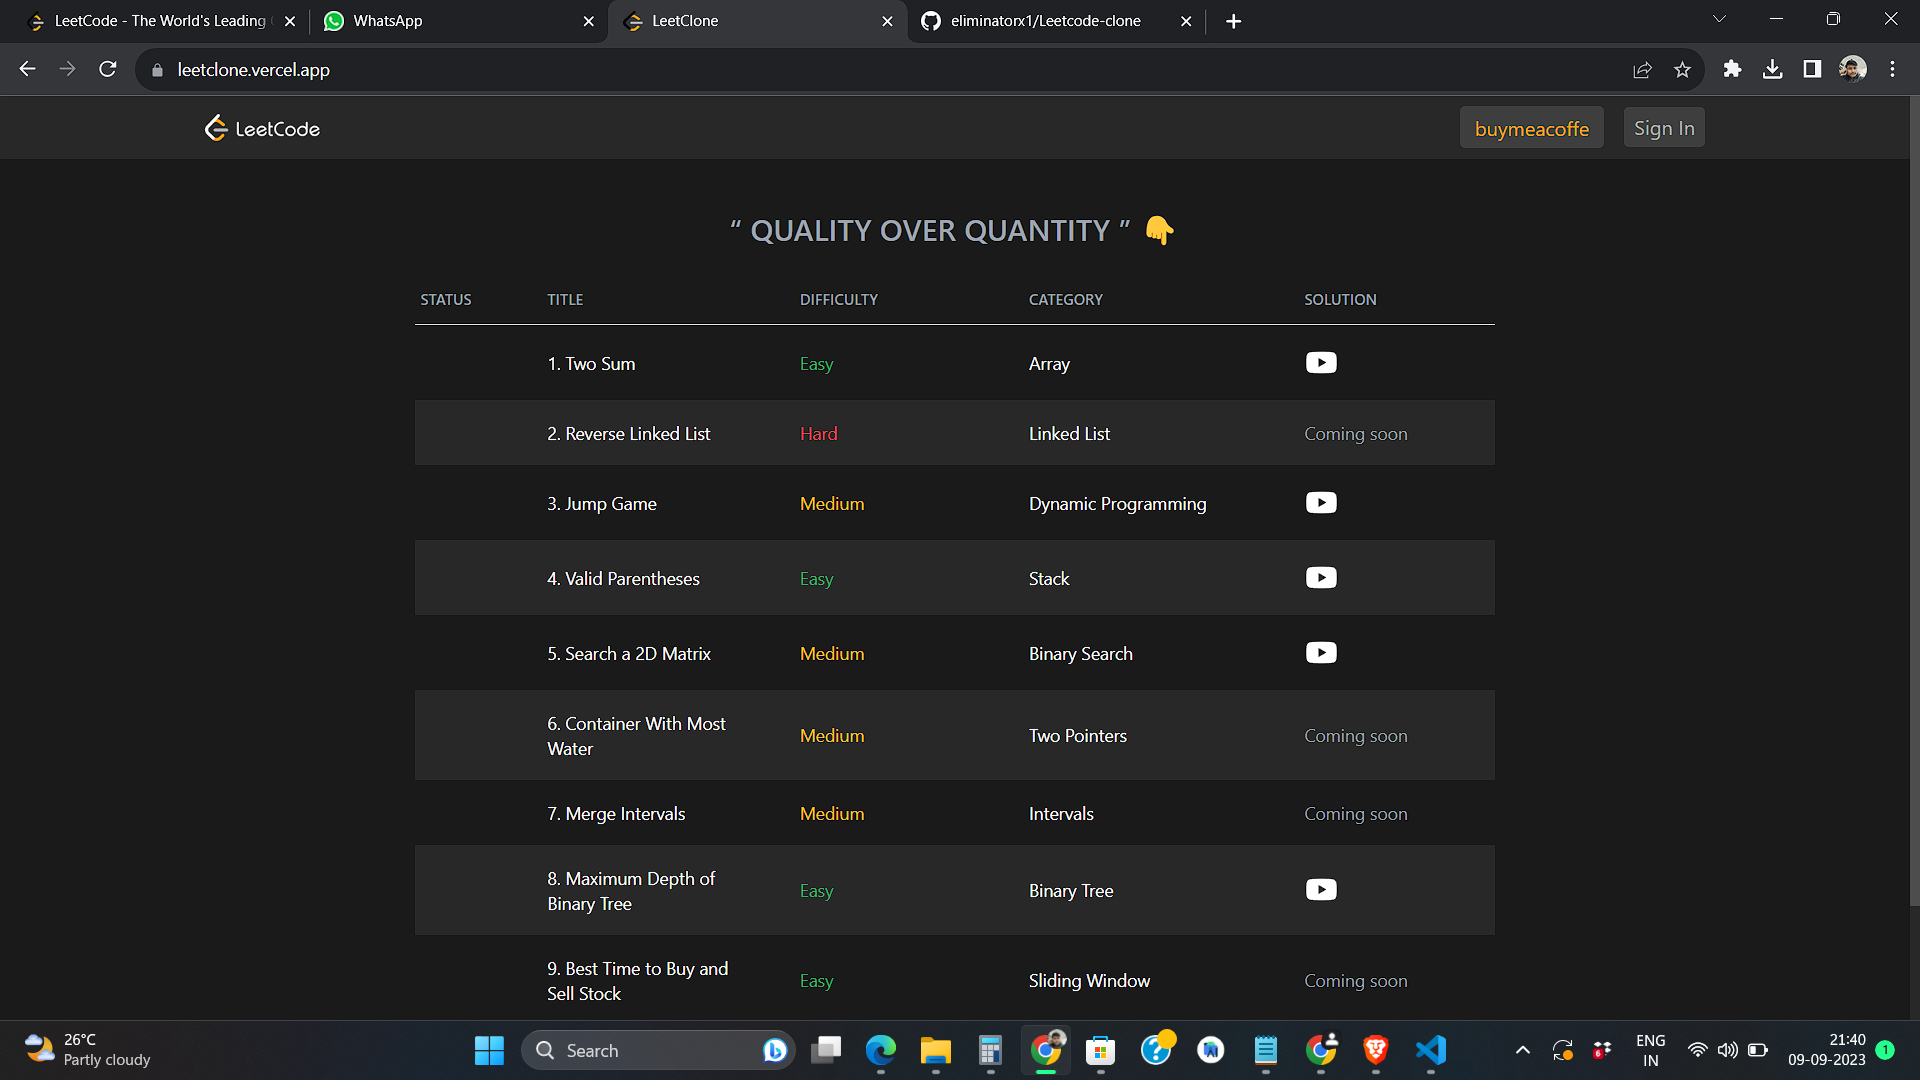 LeetCode - The World's Leading
WhatsApp
LeetClone
eliminatorx1/Leetcode-clone
leetclone.vercel.app
LeetCode
buymeacoffe
Sign In
“ QUALITY OVER QUANTITY ” 👇
STATUS TITLE DIFFICULTY CATEGORY SOLUTION
1. Two Sum Easy Array
2. Reverse Linked List Hard Linked List Coming soon
3. Jump Game Medium Dynamic Programming
4. Valid Parentheses Easy Stack
5. Search a 2D Matrix Medium Binary Search
6. Container With Most
Water Medium Two Pointers Coming soon
7. Merge Intervals Medium Intervals Coming soon
8. Maximum Depth of
Binary Tree Easy Binary Tree
9. Best Time to Buy and
Sell Stock Easy Sliding Window Coming soon
26°C
Partly cloudy
Search
ENG
IN
21:40
09-09-2023
1